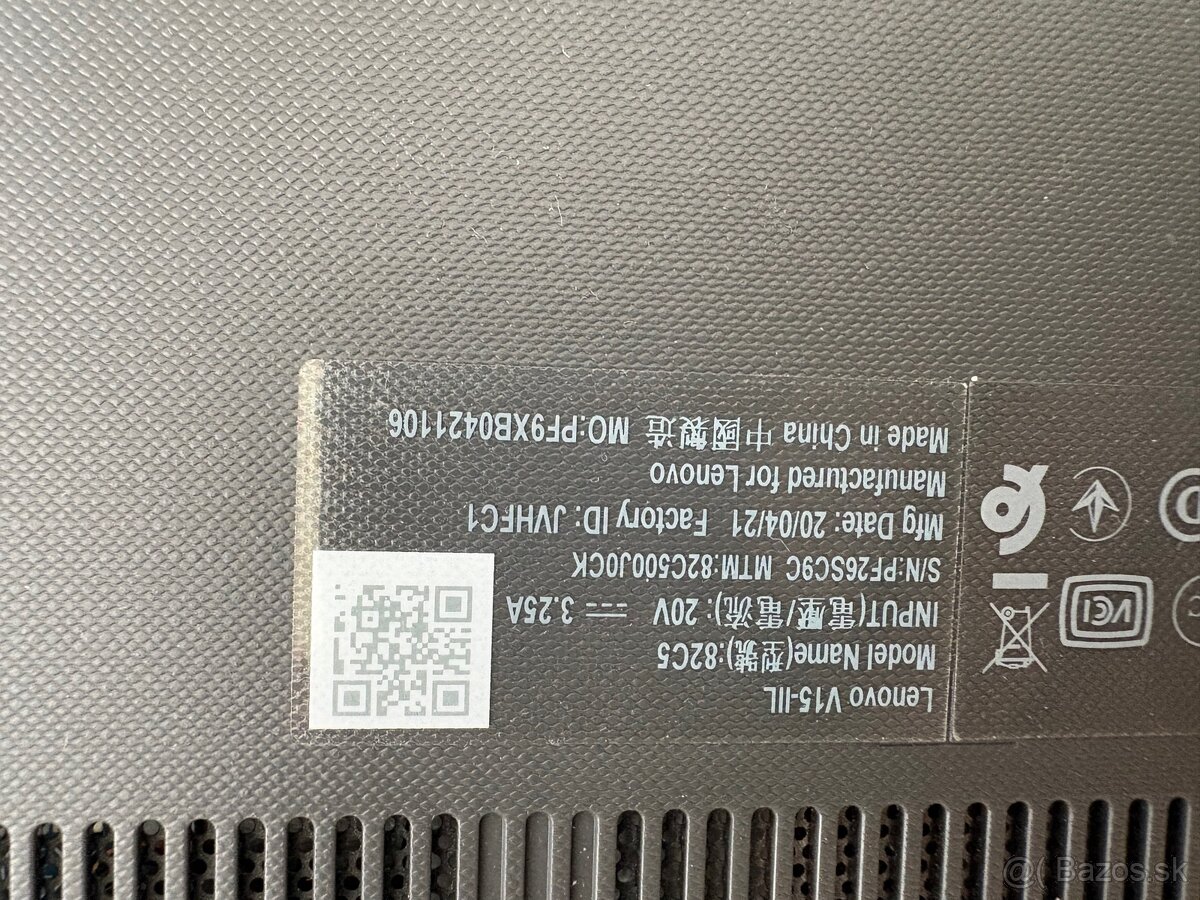 Lenovo V15-IIL
Model Name(型號):82C5
INPUT(電壓/電流): 20V ⎓ 3.25A
S/N:PF26SC9C MTM:82C500J0CK
Mfg Date: 20/04/21 Factory ID: JVHFC1
Manufactured for Lenovo
Made in China 中國製造 MO:PF9XB0421106
VCI
Bazos.sk